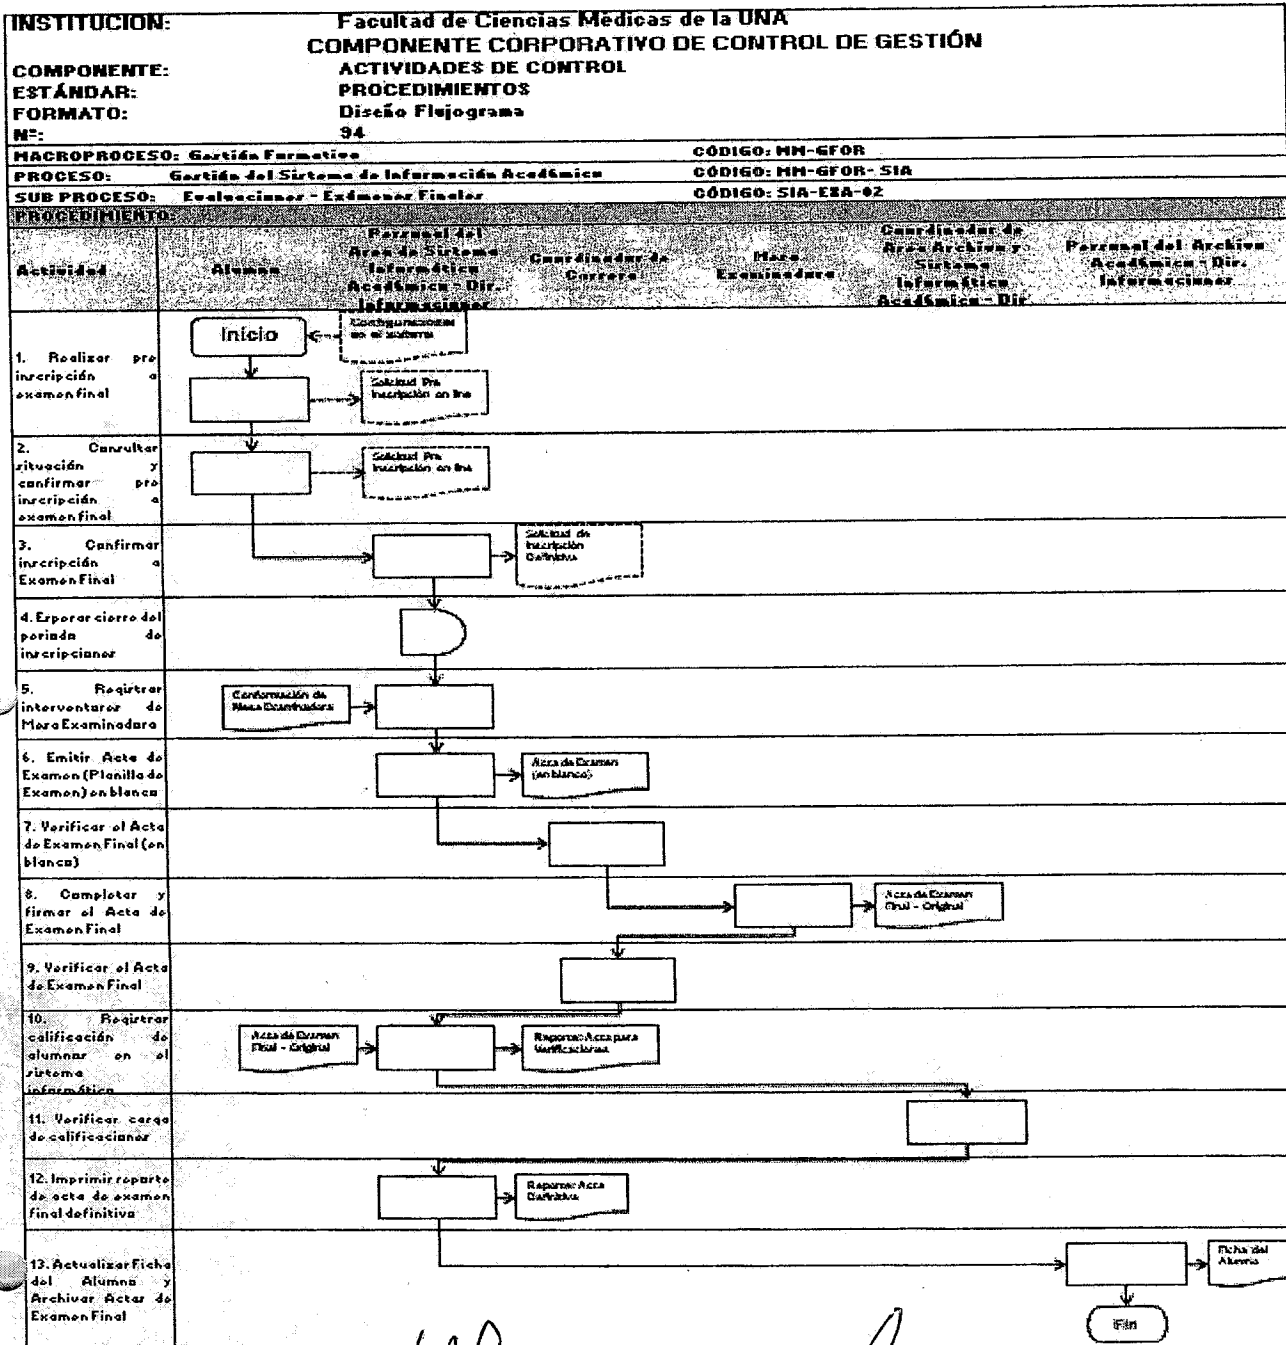 INSTITUCIÓN: Facultad de Ciencias Médicas de la UNA
COMPONENTE CORPORATIVO DE CONTROL DE GESTIÓN
COMPONENTE: ACTIVIDADES DE CONTROL
ESTÁNDAR: PROCEDIMIENTOS
FORMATO: Diseño Flujograma
Nº: 94
MACROPROCESO: Gestión Formativa CÓDIGO: MM-GFOR
PROCESO: Gestión del Sistema de Información Académica CÓDIGO: MM-GFOR- SIA
SUB PROCESO: Evaluaciones - Exámenes Finales CÓDIGO: SIA-EXA-02
PROCEDIMIENTO:
Actividad
Alumno
Personal del
Area de Sistema
Informático
Académico - Dir.
Informaciones
Coordinador de
Carrera
Mesa
Examinadora
Coordinador de
Area Archivo y
Sistema
Informático
Académico - Dir
Personal del Archivo
Académico - Dir.
Informaciones
1. Realizar pre
inscripción a
examen final
Inicio
Configuraciones
en el sistema
Solicitud Pre
Inscripción on line
2. Consultar
situación y
confirmar pre
inscripción a
examen final
Solicitud Pre
Inscripción on line
3. Confirmar
inscripción a
Examen Final
Solicitud de
Inscripción
Definitiva
4. Esperar cierre del
periodo de
inscripciones
5. Registrar
interventores de
Mesa Examinadora
Conformación de
Mesa Examinadora
6. Emitir Acta de
Examen (Planilla de
Examen) en blanco
Acta de Examen
(en blanco)
7. Verificar el Acta
de Examen Final (en
blanco)
8. Completar y
firmar el Acta de
Examen Final
Acta de Examen
Final - Original
9. Verificar el Acta
de Examen Final
10. Registrar
calificación de
alumnos en el
sistema
informático
Acta de Examen
Final - Original
Reporte: Acta para
Verificaciones
11. Verificar carga
de calificaciones
12. Imprimir reporte
de acta de examen
final definitiva
Reporte: Acta
Definitiva
13. Actualizar Ficha
del Alumno y
Archivar Actas de
Examen Final
Ficha del
Alumno
Fin